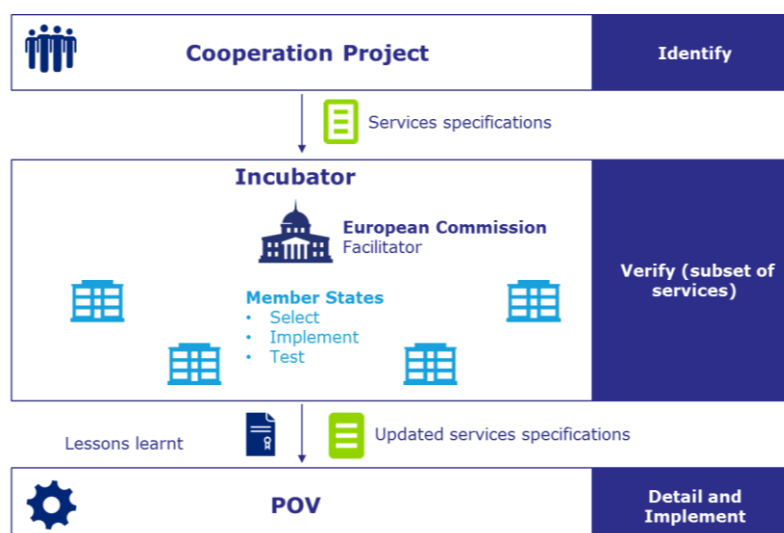 Cooperation Project
Identify
Services specifications
Incubator
European Commission
Facilitator
Verify (subset of
services)
Member States
• Select
• Implement
• Test
Lessons learnt
Updated services specifications
POV
Detail and
Implement